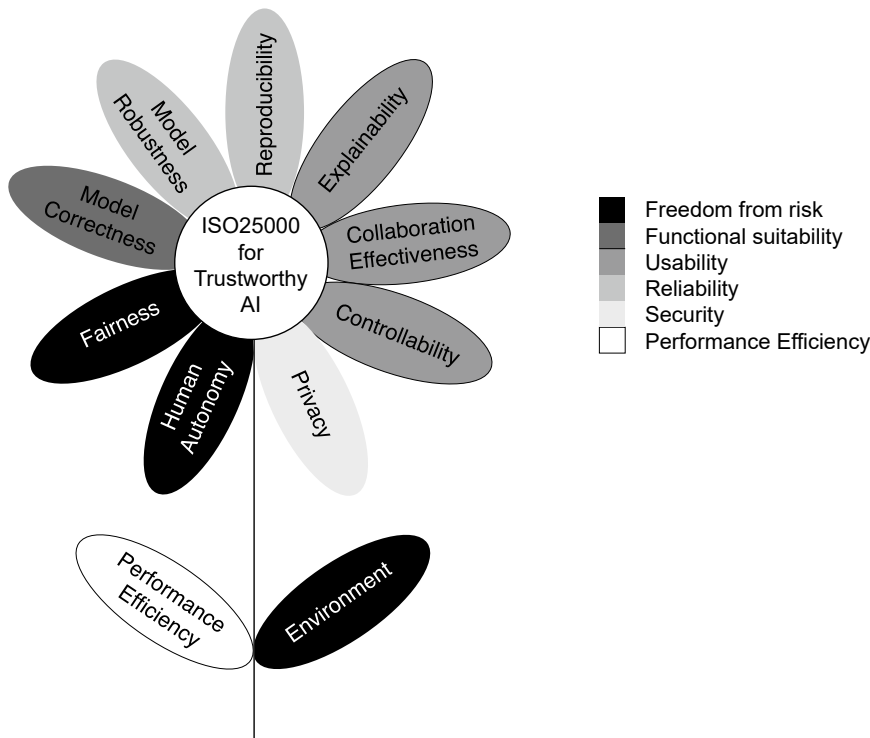 Reproducibility
Model
Robustness
Explainability
Model
Correctness
ISO25000
for
Trustworthy
AI
Collaboration
Effectiveness
Fairness
Controllability
Human
Autonomy
Privacy
Performance
Efficiency
Environment
Freedom from risk
Functional suitability
Usability
Reliability
Security
Performance Efficiency